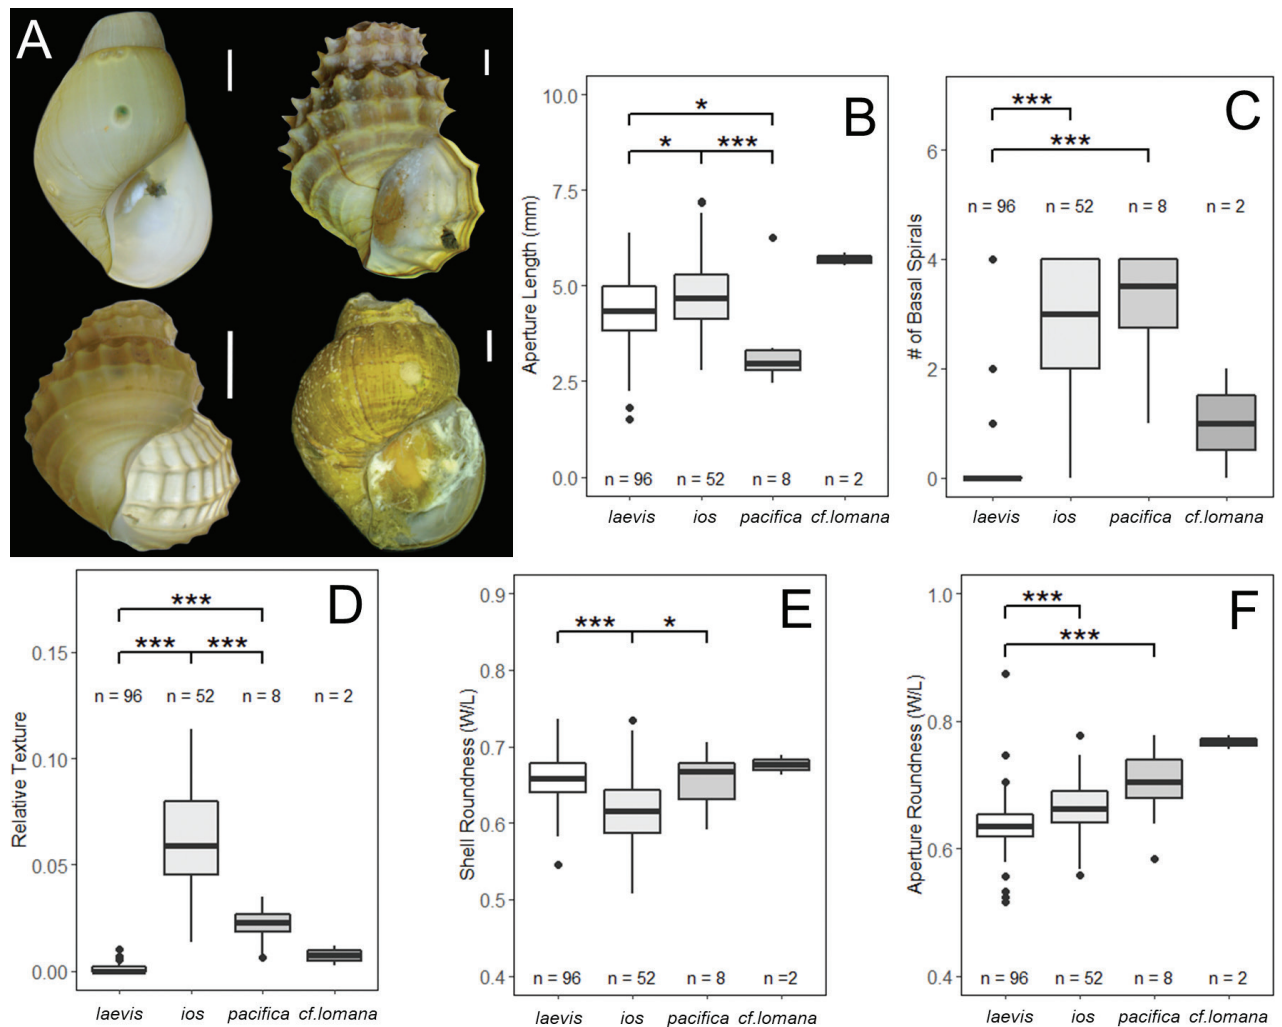 A
B
Aperture Length (mm)
10.0
7.5
5.0
2.5
0.0
*
* ***
n = 96 n = 52 n = 8 n = 2
laevis ios pacifica cf.lomana
C
# of Basal Spirals
6
4
2
0
***
***
n = 96 n = 52 n = 8 n = 2
laevis ios pacifica cf.lomana
D
Relative Texture
0.15
0.10
0.05
0.00
***
*** ***
n = 96 n = 52 n = 8 n = 2
laevis ios pacifica cf.lomana
E
Shell Roundness (W/L)
0.9
0.8
0.7
0.6
0.5
0.4
*** *
n = 96 n = 52 n = 8 n =2
laevis ios pacifica cf.lomana
F
Aperture Roundness (W/L)
1.0
0.8
0.6
0.4
***
***
n = 96 n = 52 n = 8 n = 2
laevis ios pacifica cf.lomana